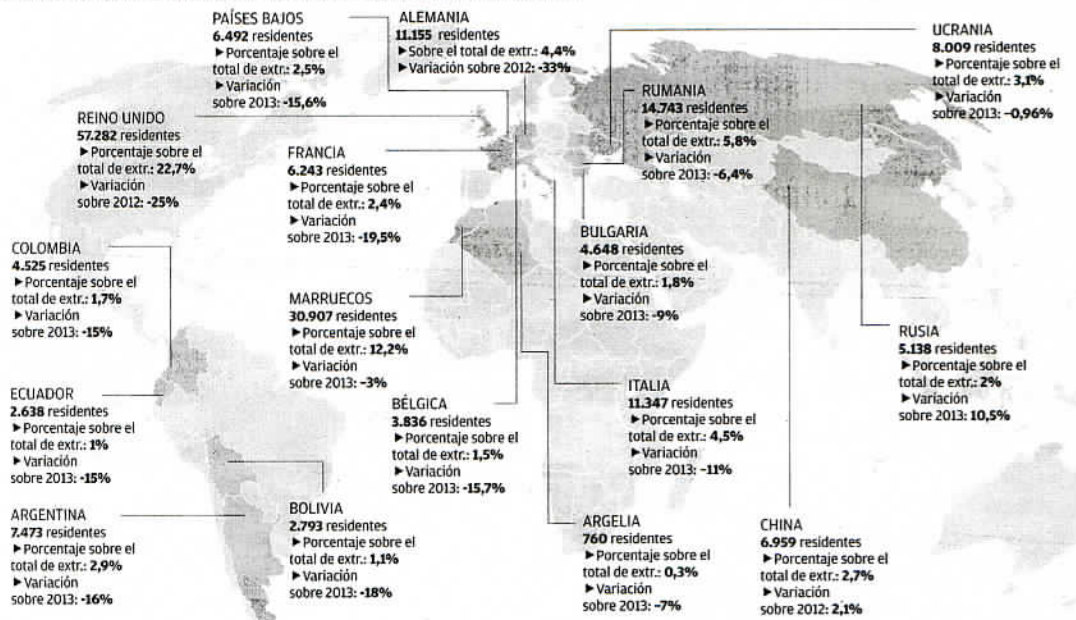 PAÍSES BAJOS
6.492 residentes
►Porcentaje sobre el
total de extr.: 2,5%
►Variación
sobre 2013: -15,6%
ALEMANIA
11.155 residentes
►Sobre el total de extr.: 4,4%
►Variación sobre 2012: -33%
UCRANIA
8.009 residentes
►Porcentaje sobre el
total de extr.: 3,1%
►Variación
sobre 2013: -0,96%
RUMANIA
14.743 residentes
►Porcentaje sobre el
total de extr.: 5,8%
►Variación
sobre 2013: -6,4%
REINO UNIDO
57.282 residentes
►Porcentaje sobre el
total de extr.: 22,7%
►Variación
sobre 2012: -25%
FRANCIA
6.243 residentes
►Porcentaje sobre el
total de extr.: 2,4%
►Variación
sobre 2013: -19,5%
BULGARIA
4.648 residentes
►Porcentaje sobre el
total de extr.: 1,8%
►Variación
sobre 2013: -9%
COLOMBIA
4.525 residentes
►Porcentaje sobre el
total de extr.: 1,7%
►Variación
sobre 2013: -15%
MARRUECOS
30.907 residentes
►Porcentaje sobre el
total de extr.: 12,2%
►Variación
sobre 2013: -3%
RUSIA
5.138 residentes
►Porcentaje sobre el
total de extr.: 2%
►Variación
sobre 2013: 10,5%
ECUADOR
2.638 residentes
►Porcentaje sobre el
total de extr.: 1%
►Variación
sobre 2013: -15%
BÉLGICA
3.836 residentes
►Porcentaje sobre el
total de extr.: 1,5%
►Variación
sobre 2013: -15,7%
ITALIA
11.347 residentes
►Porcentaje sobre el
total de extr.: 4,5%
►Variación
sobre 2013: -11%
ARGENTINA
7.473 residentes
►Porcentaje sobre el
total de extr.: 2,9%
►Variación
sobre 2013: -16%
BOLIVIA
2.793 residentes
►Porcentaje sobre el
total de extr.: 1,1%
►Variación
sobre 2013: -18%
ARGELIA
760 residentes
►Porcentaje sobre el
total de extr.: 0,3%
►Variación
sobre 2013: -7%
CHINA
6.959 residentes
►Porcentaje sobre el
total de extr.: 2,7%
►Variación
sobre 2012: 2,1%